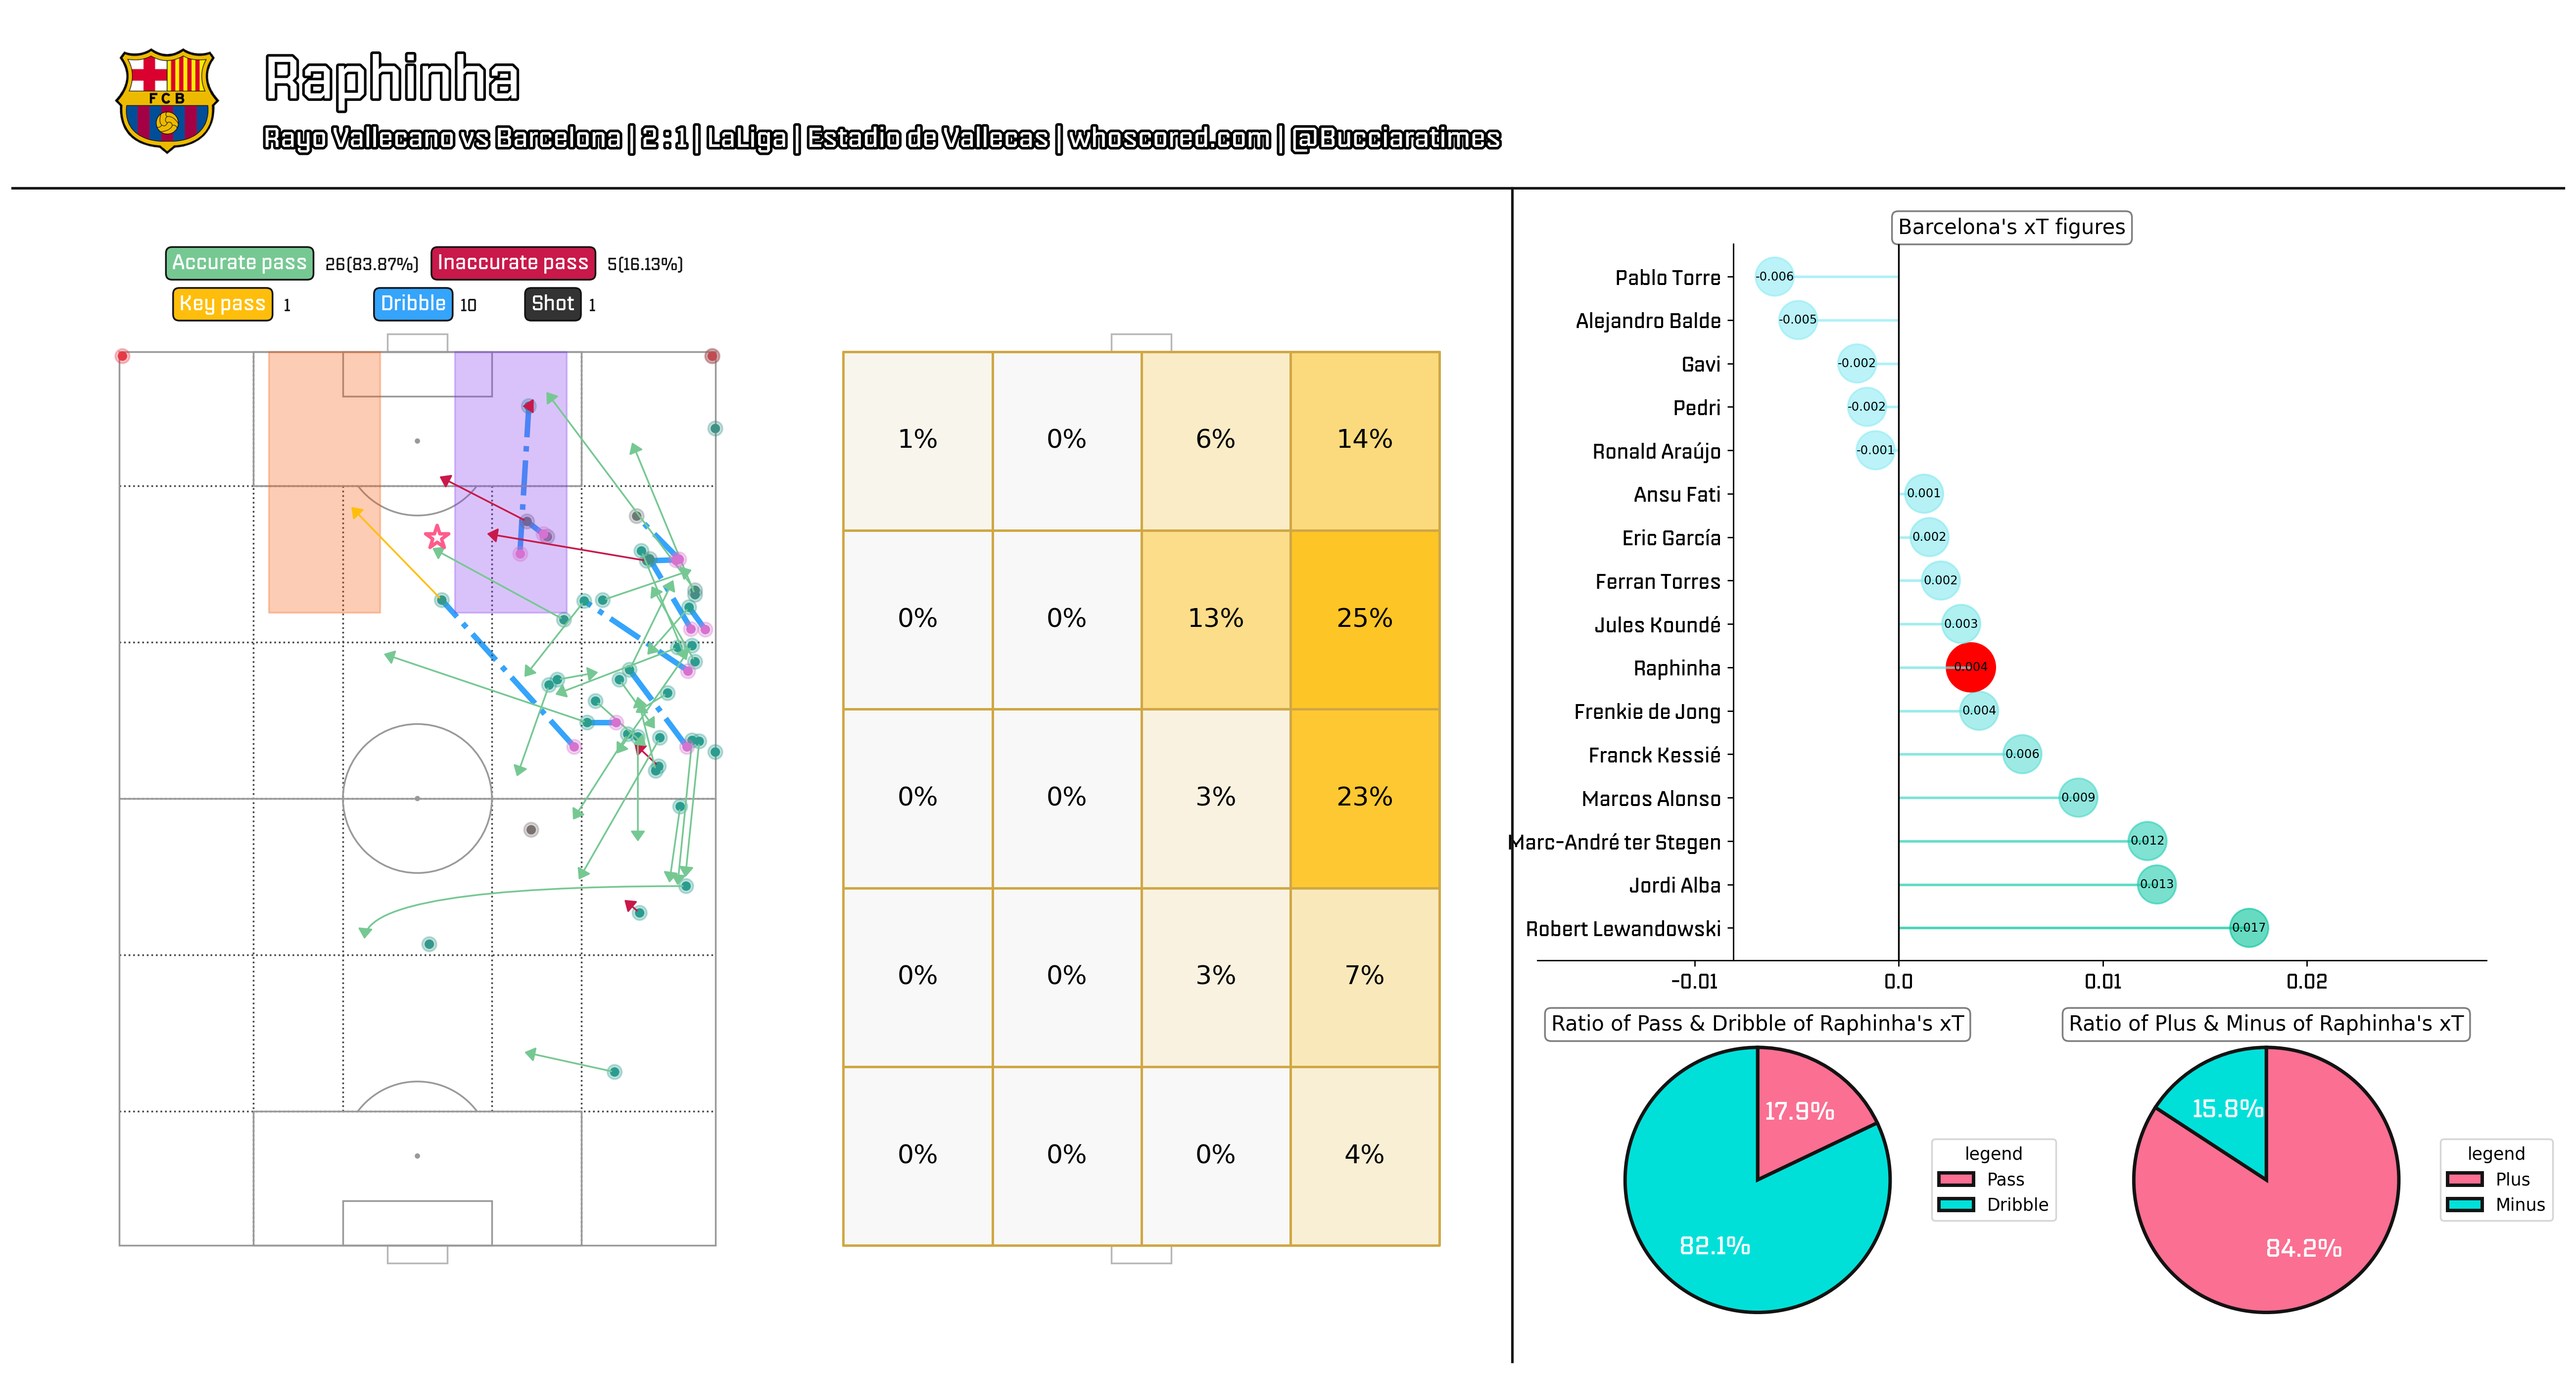 FCB
Raphinha
Rayo Vallecano vs Barcelona | 2 : 1 | LaLiga | Estadio de Vallecas | whoscored.com | @Bucciaratimes
Accurate pass 26(83.87%) Inaccurate pass 5(16.13%)
Key pass 1 Dribble 10 Shot 1
1% 0% 6% 14%
0% 0% 13% 25%
0% 0% 3% 23%
0% 0% 3% 7%
0% 0% 0% 4%
Barcelona's xT figures
Pablo Torre -0.006
Alejandro Balde -0.005
Gavi -0.002
Pedri -0.002
Ronald Araújo -0.001
Ansu Fati 0.001
Eric García 0.002
Ferran Torres 0.002
Jules Koundé 0.003
Raphinha 0.004
Frenkie de Jong 0.004
Franck Kessié 0.006
Marcos Alonso 0.009
Marc-André ter Stegen 0.012
Jordi Alba 0.013
Robert Lewandowski 0.017
-0.01 0.0 0.01 0.02
Ratio of Pass & Dribble of Raphinha's xT
17.9%
82.1%
legend
Pass
Dribble
Ratio of Plus & Minus of Raphinha's xT
15.8%
84.2%
legend
Plus
Minus